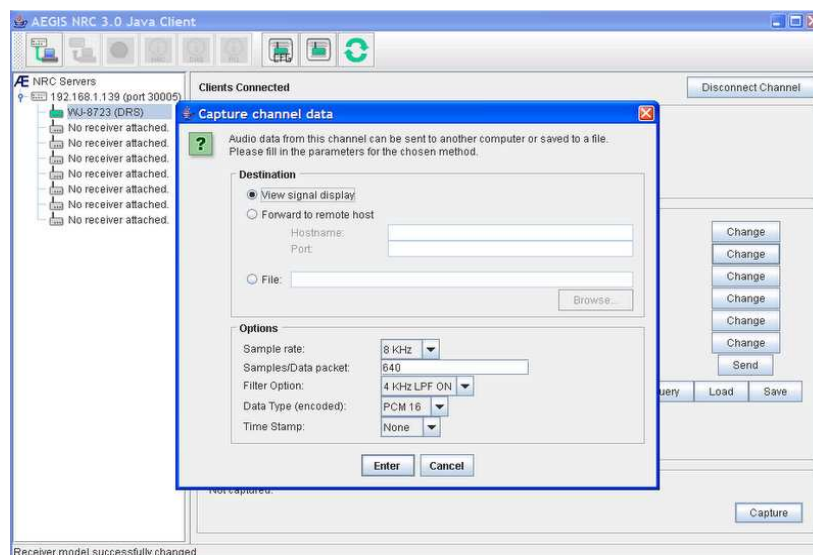 AEGIS NRC 3.0 Java Client
CFG
NRC Servers
192.168.1.139 (port 30005)
WJ-8723 (DRS)
No receiver attached.
No receiver attached.
No receiver attached.
No receiver attached.
No receiver attached.
No receiver attached.
No receiver attached.
Clients Connected
Disconnect Channel
Capture channel data
Audio data from this channel can be sent to another computer or saved to a file.
Please fill in the parameters for the chosen method.
Destination
View signal display
Forward to remote host
Hostname:
Port:
File:
Browse...
Options
Sample rate: 8 KHz
Samples/Data packet: 640
Filter Option: 4 KHz LPF ON
Data Type (encoded): PCM 16
Time Stamp: None
Enter Cancel
Change
Change
Change
Change
Change
Change
Send
uery Load Save
Not captured.
Capture
Receiver model successfully changed